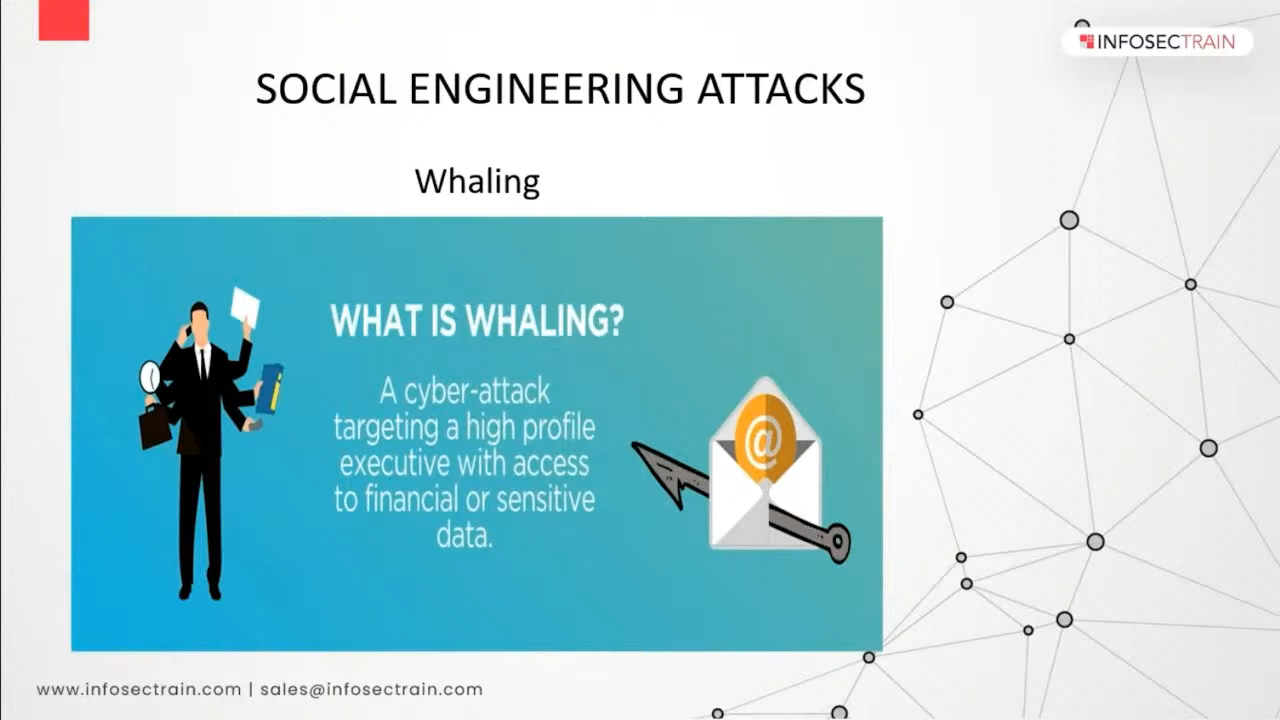 INFOSECTRAIN
SOCIAL ENGINEERING ATTACKS
Whaling
WHAT IS WHALING?
A cyber-attack
targeting a high profile
executive with access
to financial or sensitive
data.
@
www.infosectrain.com | sales@infosectrain.com